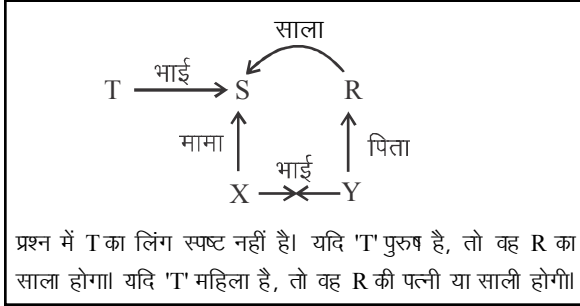 साला
भाई
T S R
मामा पिता
भाई
X Y
प्रश्न में T का लिंग स्पष्ट नहीं है। यदि 'T' पुरुष है, तो वह R का
साला होगा। यदि 'T' महिला है, तो वह R की पत्नी या साली होगी।